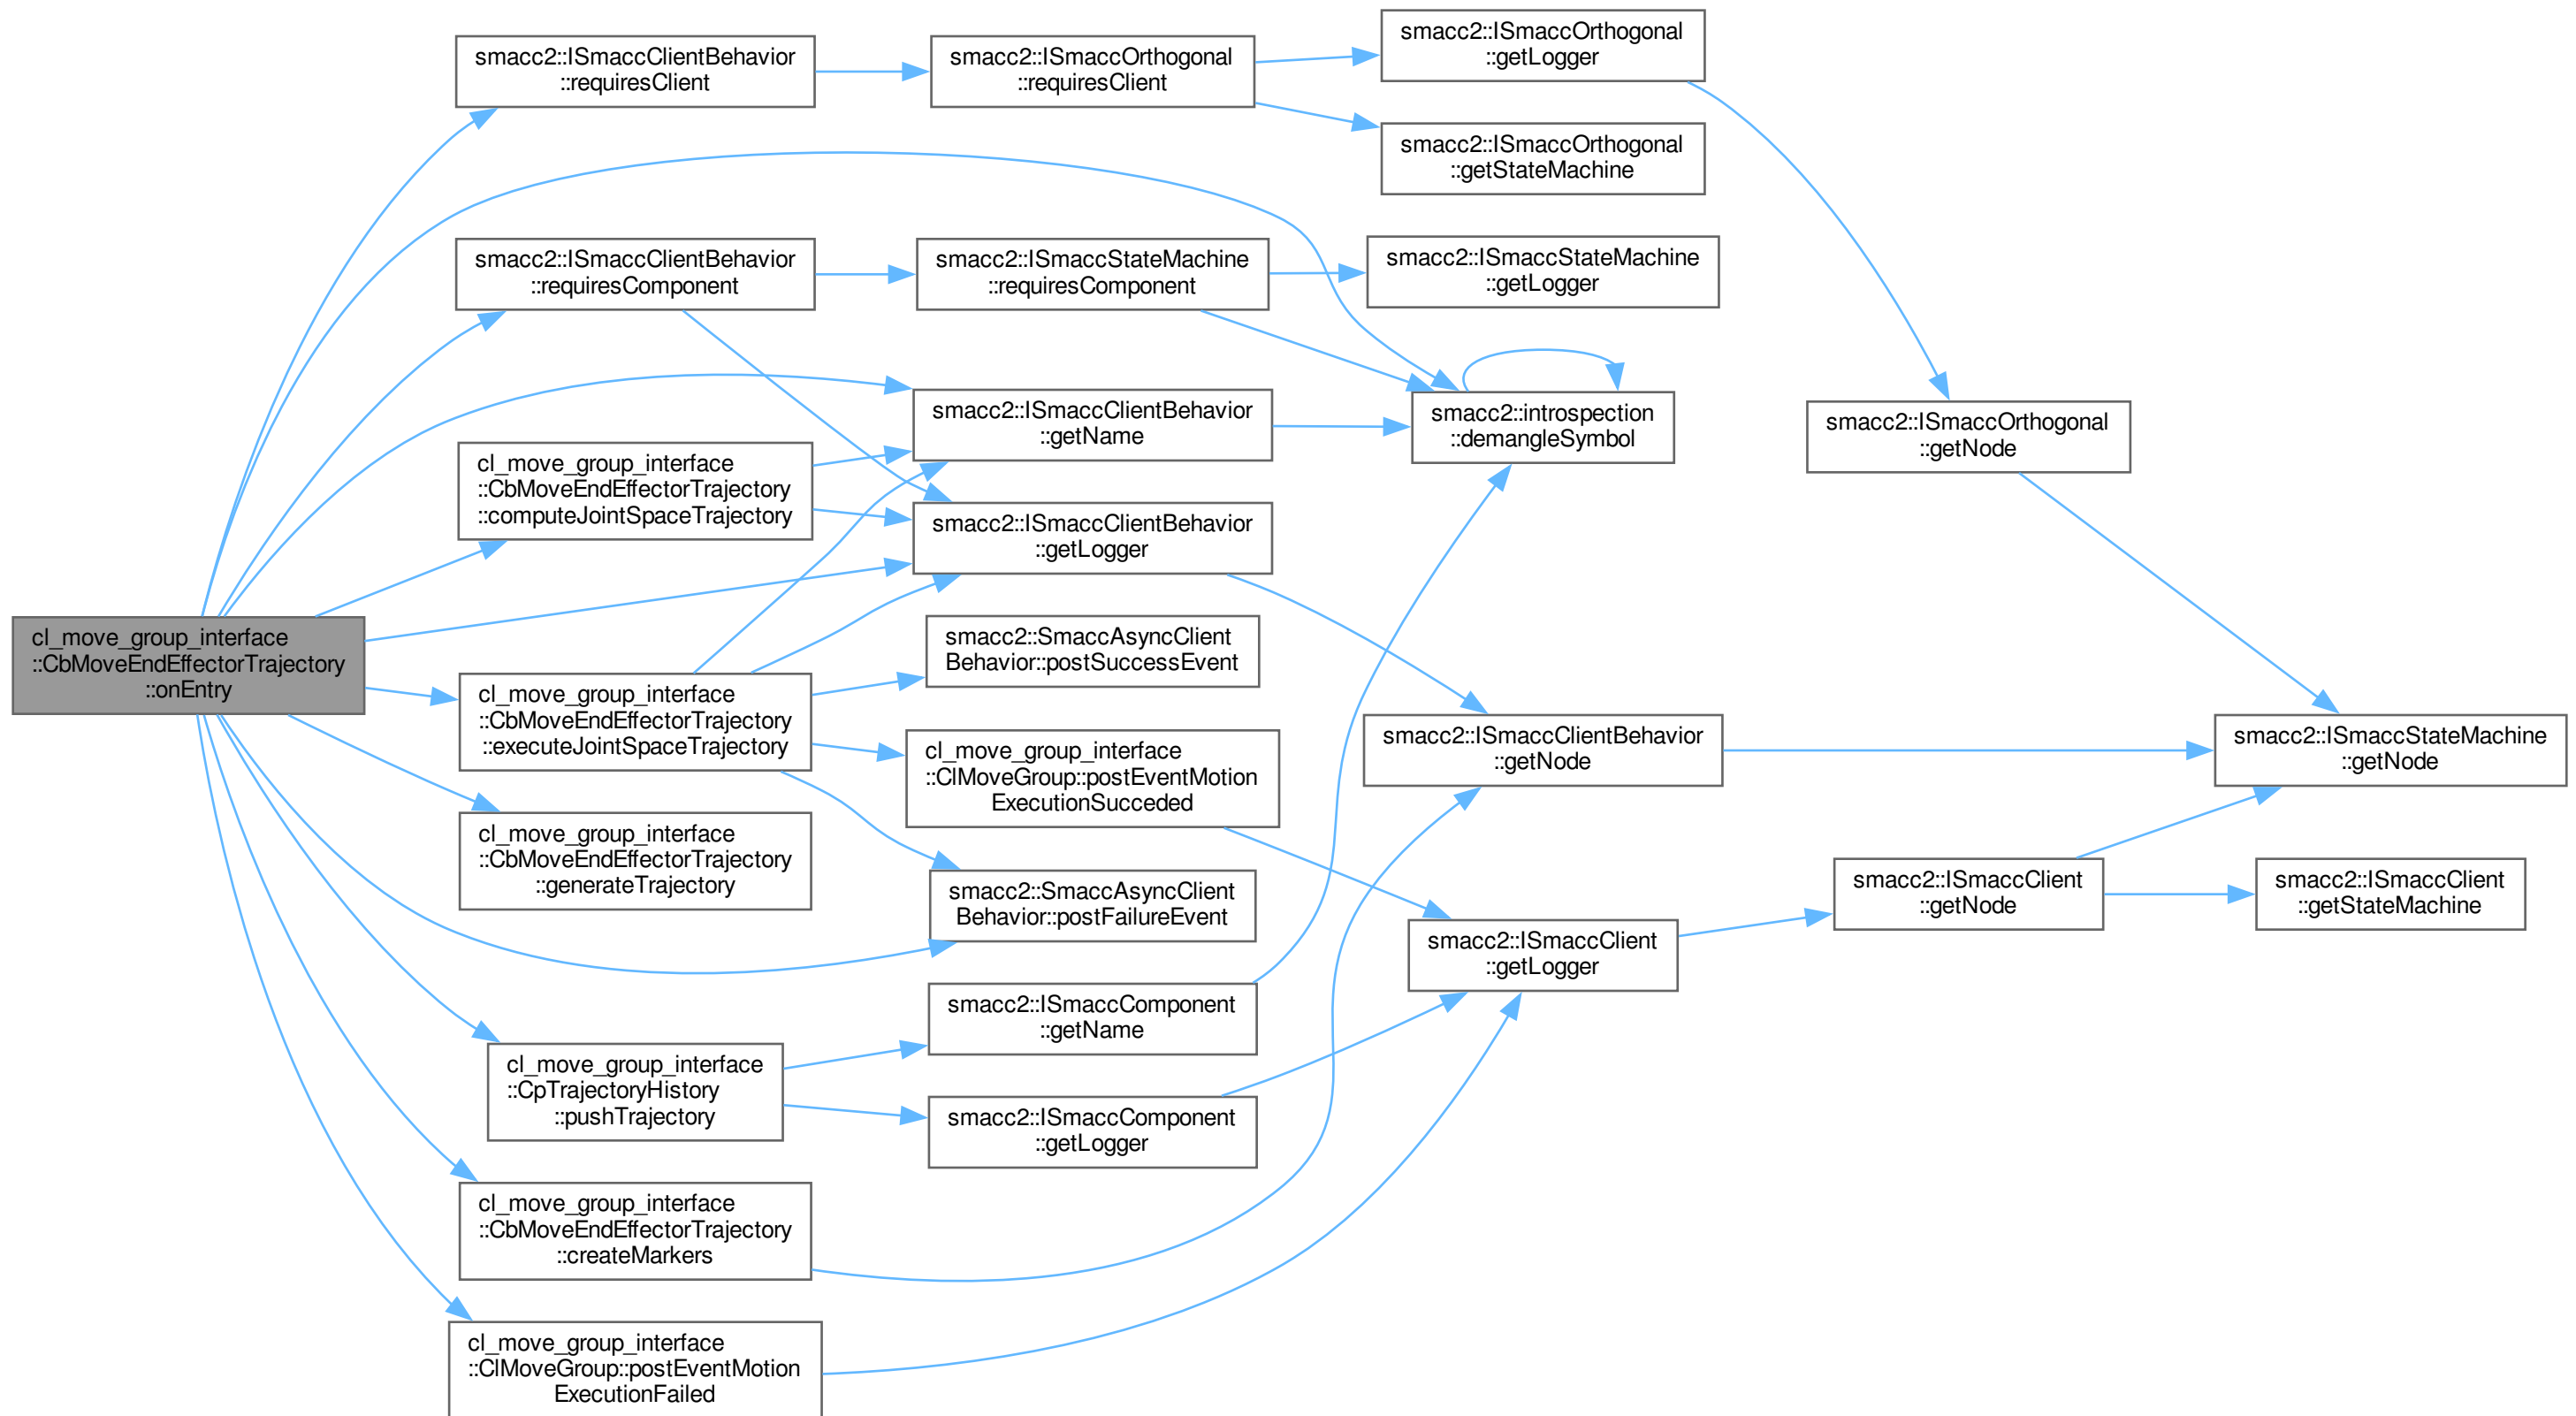 cl_move_group_interface
::CbMoveEndEffectorTrajectory
::onEntry
smacc2::ISmaccClientBehavior
::requiresClient
smacc2::ISmaccOrthogonal
::requiresClient
smacc2::ISmaccOrthogonal
::getLogger
smacc2::ISmaccOrthogonal
::getStateMachine
smacc2::ISmaccClientBehavior
::requiresComponent
smacc2::ISmaccStateMachine
::requiresComponent
smacc2::ISmaccStateMachine
::getLogger
smacc2::ISmaccClientBehavior
::getName
smacc2::introspection
::demangleSymbol
smacc2::ISmaccOrthogonal
::getNode
cl_move_group_interface
::CbMoveEndEffectorTrajectory
::computeJointSpaceTrajectory
smacc2::ISmaccClientBehavior
::getLogger
cl_move_group_interface
::CbMoveEndEffectorTrajectory
::executeJointSpaceTrajectory
smacc2::SmaccAsyncClient
Behavior::postSuccessEvent
cl_move_group_interface
::ClMoveGroup::postEventMotion
ExecutionSucceded
smacc2::ISmaccClientBehavior
::getNode
smacc2::ISmaccStateMachine
::getNode
cl_move_group_interface
::CbMoveEndEffectorTrajectory
::generateTrajectory
smacc2::SmaccAsyncClient
Behavior::postFailureEvent
smacc2::ISmaccClient
::getLogger
smacc2::ISmaccClient
::getNode
smacc2::ISmaccClient
::getStateMachine
cl_move_group_interface
::CpTrajectoryHistory
::pushTrajectory
smacc2::ISmaccComponent
::getName
smacc2::ISmaccComponent
::getLogger
cl_move_group_interface
::CbMoveEndEffectorTrajectory
::createMarkers
cl_move_group_interface
::ClMoveGroup::postEventMotion
ExecutionFailed